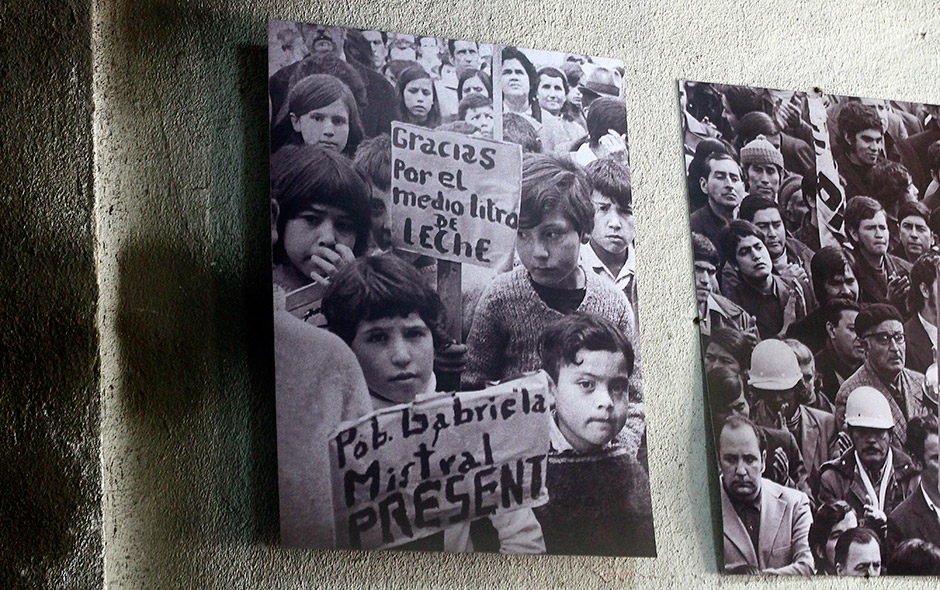 Gracias
Por el
medio litro
DE
LECHE
Pob. Gabriela
Mistral
PRESENT